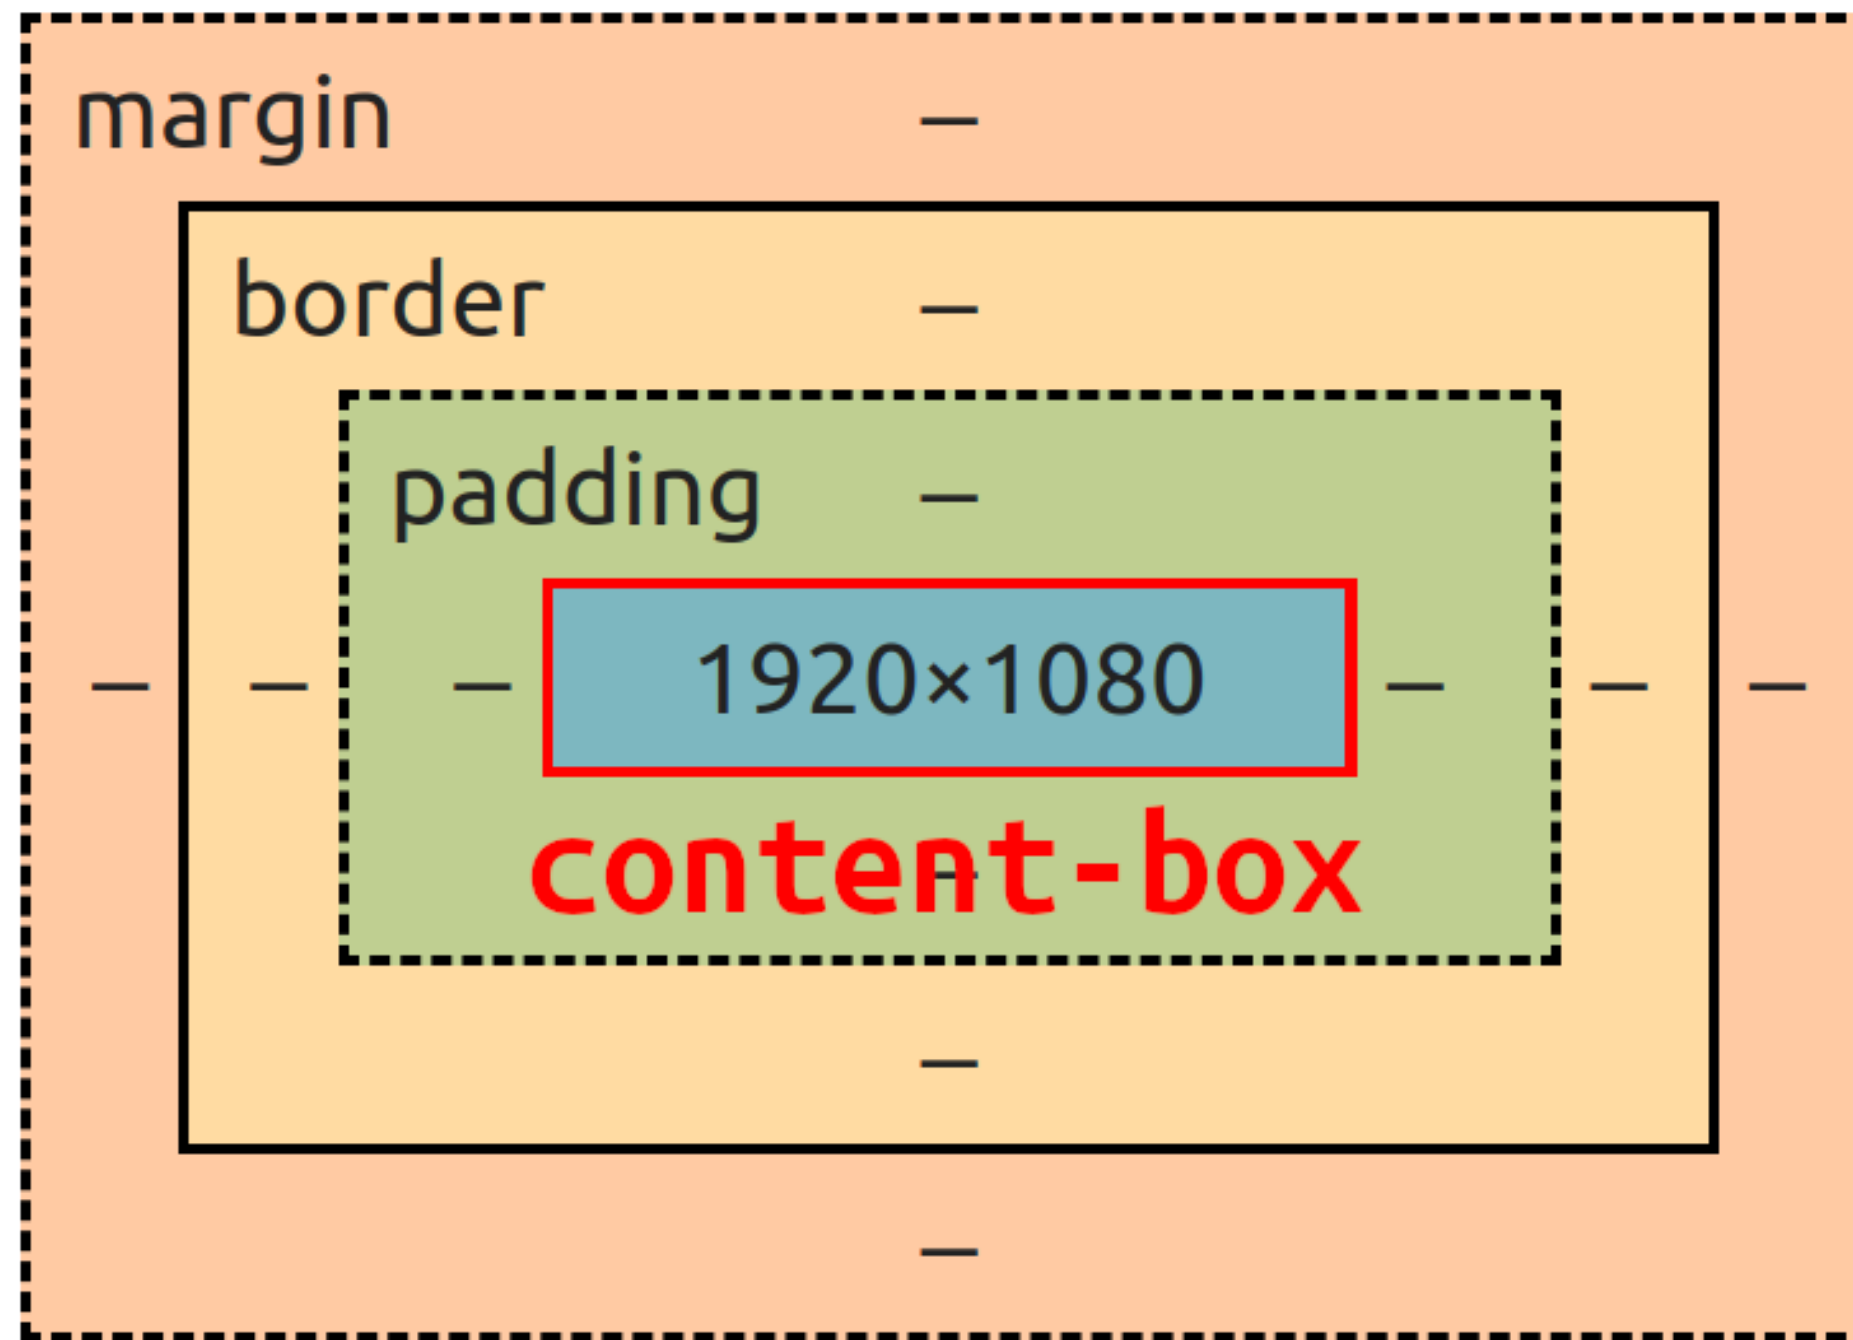 margin –
border –
padding –
– – – 1920×1080 – – –
–
content-box
–
–